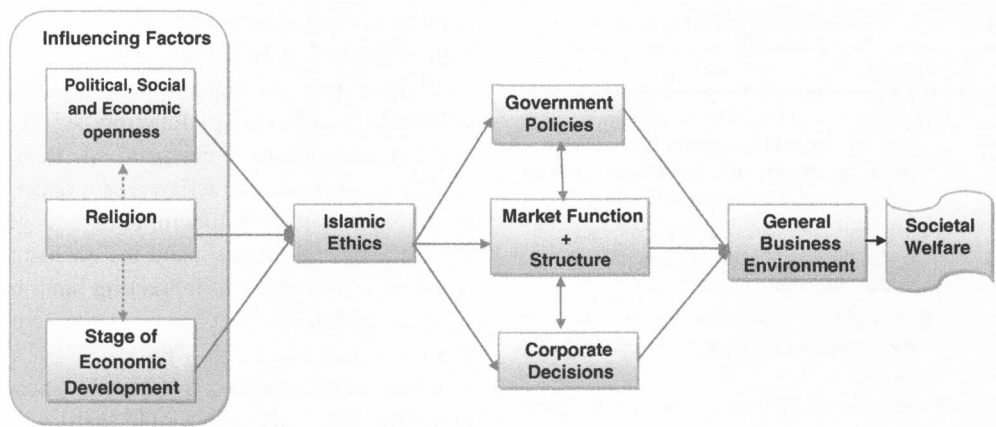 Influencing Factors
Political, Social
and Economic
openness
Religion
Stage of
Economic
Development
Islamic
Ethics
Government
Policies
Market Function
+
Structure
Corporate
Decisions
General
Business
Environment
Societal
Welfare